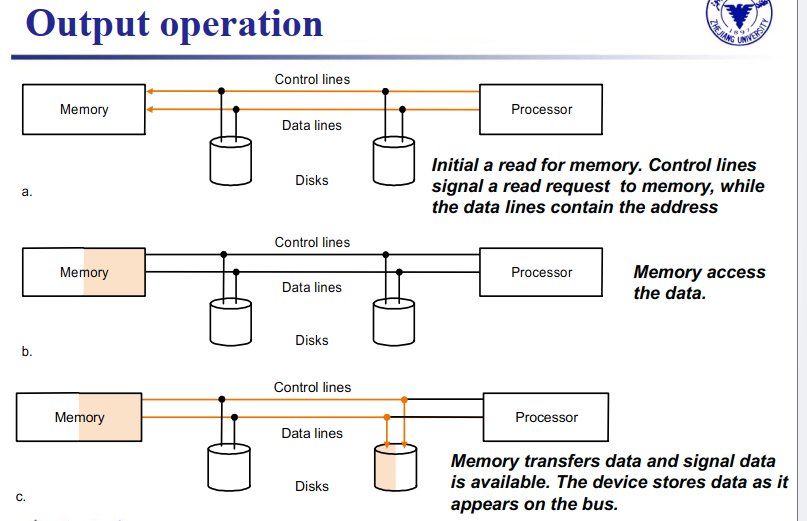 Output operation
ZHEJIANG UNIVERSITY
1897
Control lines
Memory
Processor
Data lines
Disks
a.
Initial a read for memory. Control lines
signal a read request to memory, while
the data lines contain the address
Control lines
Memory
Processor
Data lines
Disks
b.
Memory access
the data.
Control lines
Memory
Processor
Data lines
Disks
c.
Memory transfers data and signal data
is available. The device stores data as it
appears on the bus.